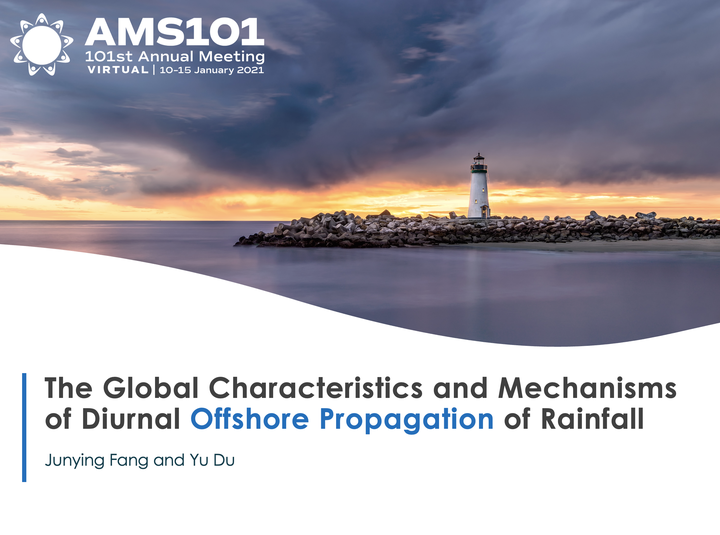 AMS101
101st Annual Meeting
VIRTUAL | 10-15 January 2021
The Global Characteristics and Mechanisms
of Diurnal Offshore Propagation of Rainfall
Junying Fang and Yu Du